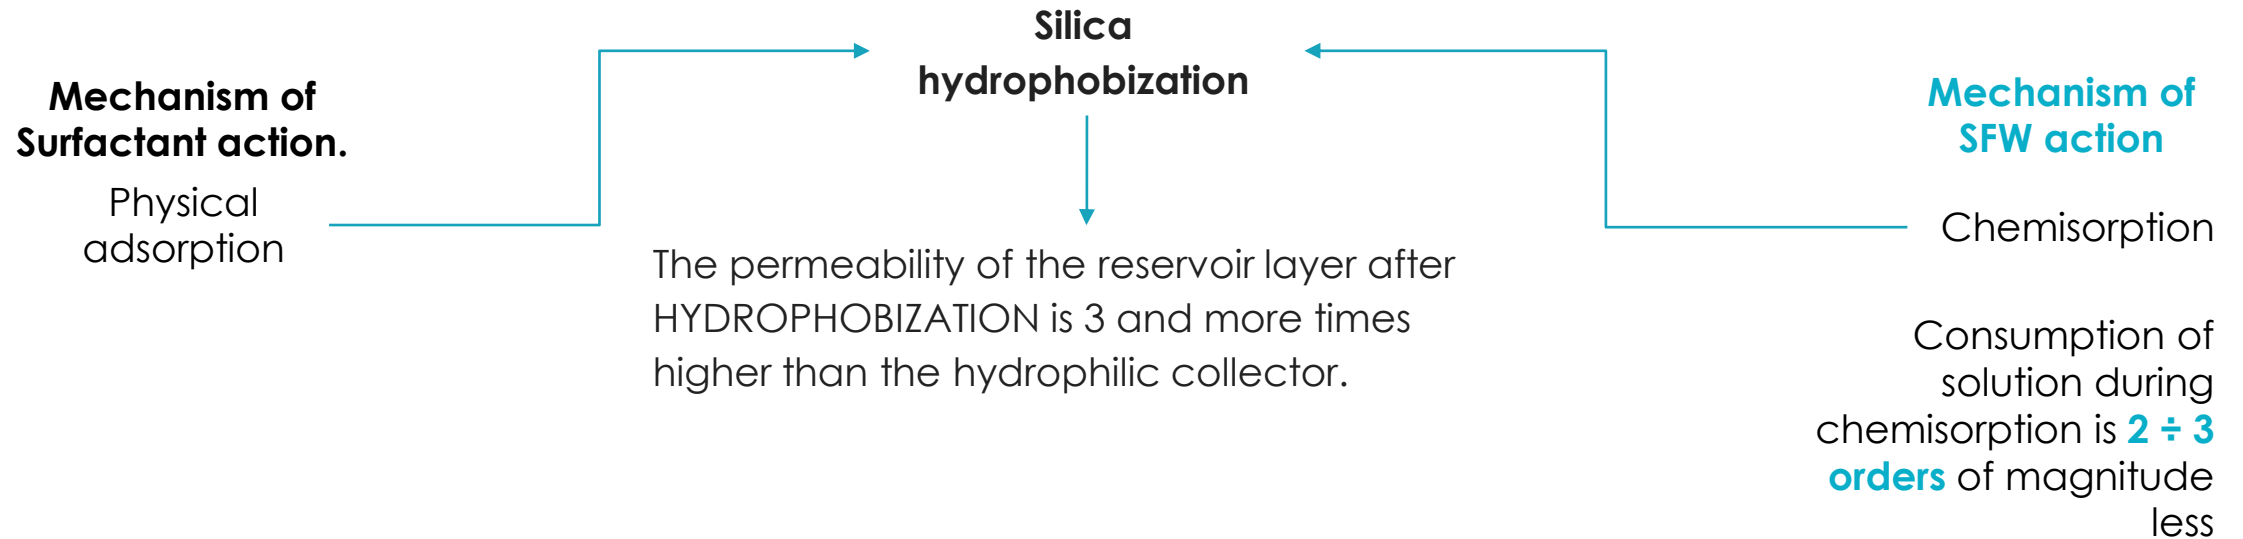 Silica
hydrophobization
Mechanism of
Surfactant action.
Physical
adsorption
The permeability of the reservoir layer after
HYDROPHOBIZATION is 3 and more times
higher than the hydrophilic collector.
Mechanism of
SFW action
Chemisorption
Consumption of
solution during
chemisorption is 2 ÷ 3
orders of magnitude
less